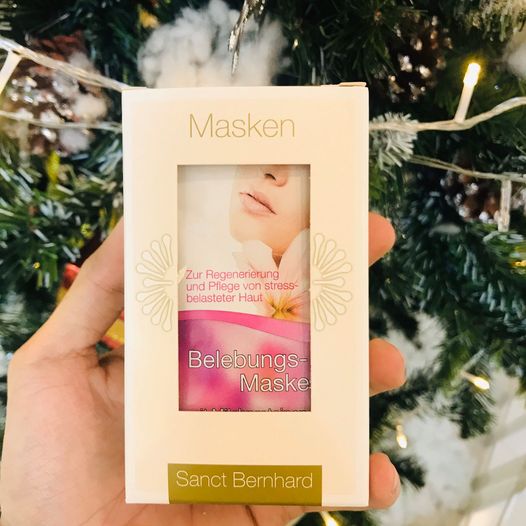 Masken
Zur Regenerierung
und Pflege von stress-
belasteter Haut
Belebungs-
Maske
Sanct Bernhard